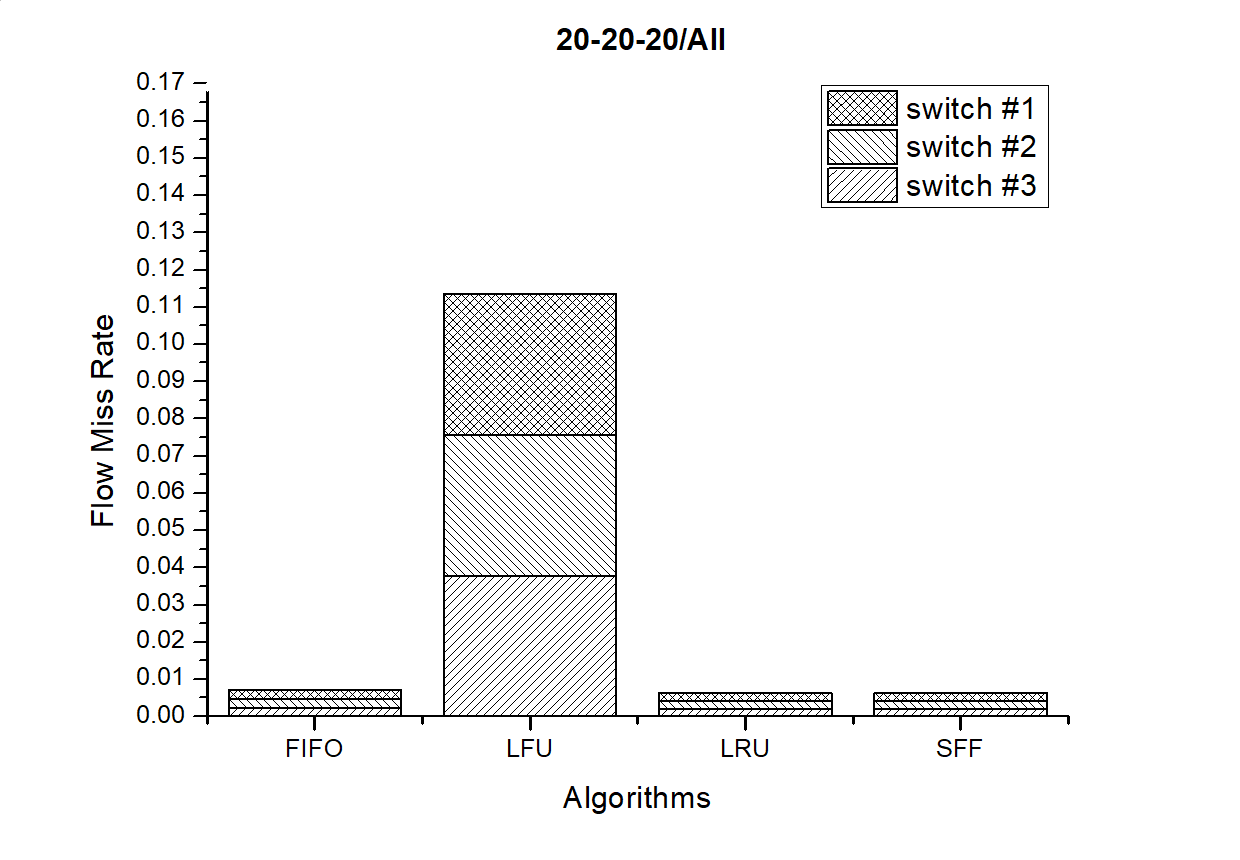 20-20-20/All
switch #1
switch #2
switch #3
Flow Miss Rate
0.17
0.16
0.15
0.14
0.13
0.12
0.11
0.10
0.09
0.08
0.07
0.06
0.05
0.04
0.03
0.02
0.01
0.00
FIFO LFU LRU SFF
Algorithms